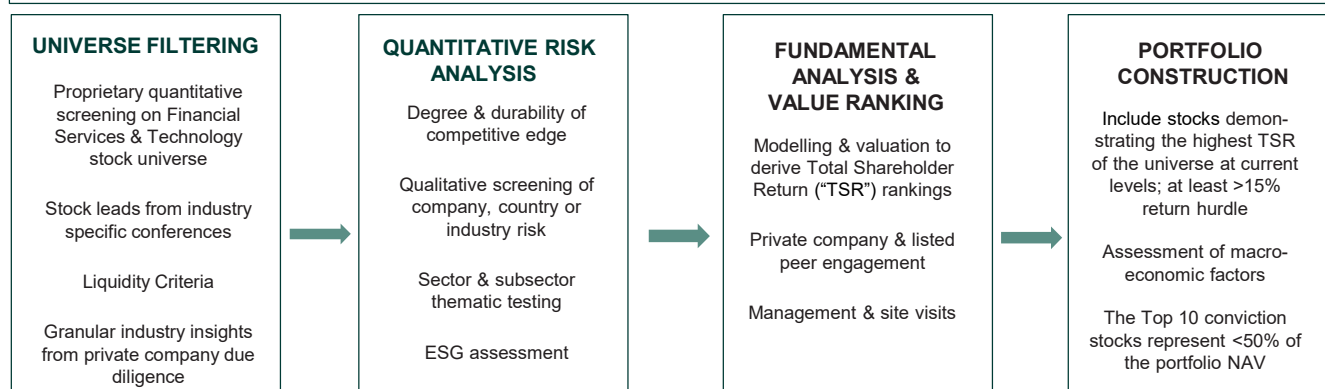 UNIVERSE FILTERING
Proprietary quantitative
screening on Financial
Services & Technology
stock universe
Stock leads from industry
specific conferences
Liquidity Criteria
Granular industry insights
from private company due
diligence
QUANTITATIVE RISK
ANALYSIS
Degree & durability of
competitive edge
Qualitative screening of
company, country or
industry risk
Sector & subsector
thematic testing
ESG assessment
FUNDAMENTAL
ANALYSIS &
VALUE RANKING
Modelling & valuation to
derive Total Shareholder
Return (“TSR”) rankings
Private company & listed
peer engagement
Management & site visits
PORTFOLIO
CONSTRUCTION
Include stocks demon-
strating the highest TSR
of the universe at current
levels; at least >15%
return hurdle
Assessment of macro-
economic factors
The Top 10 conviction
stocks represent <50% of
the portfolio NAV